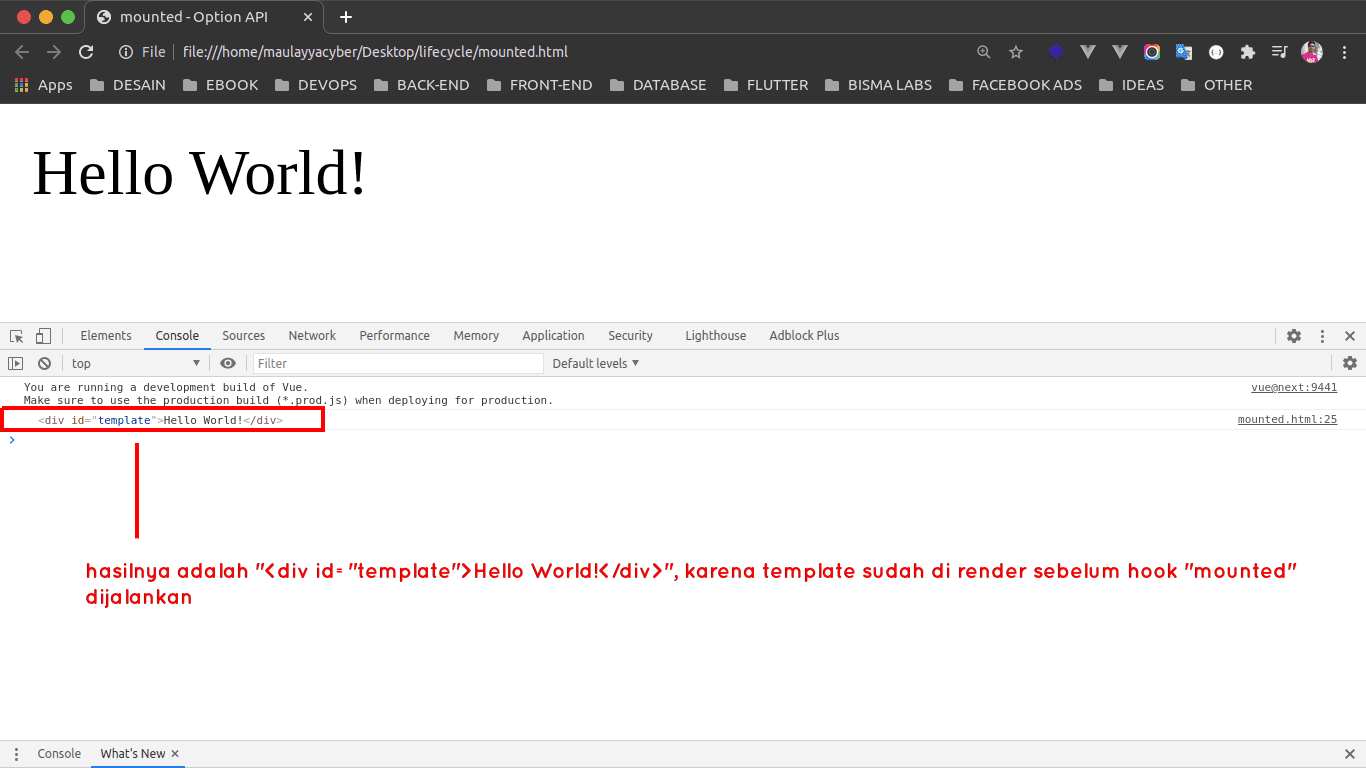 mounted - Option API
File file:///home/maulayyacyber/Desktop/lifecycle/mounted.html
Apps DESAIN EBOOK DEVOPS BACK-END FRONT-END DATABASE FLUTTER BISMA LABS FACEBOOK ADS IDEAS OTHER
Hello World!
Elements Console Sources Network Performance Memory Application Security Lighthouse Adblock Plus
top Filter Default levels
You are running a development build of Vue. vue@next:9441
Make sure to use the production build (*.prod.js) when deploying for production.
<div id="template">Hello World!</div> mounted.html:25
hasilnya adalah "<div id="template">Hello World!</div>", karena template sudah di render sebelum hook "mounted"
dijalankan
Console What's New